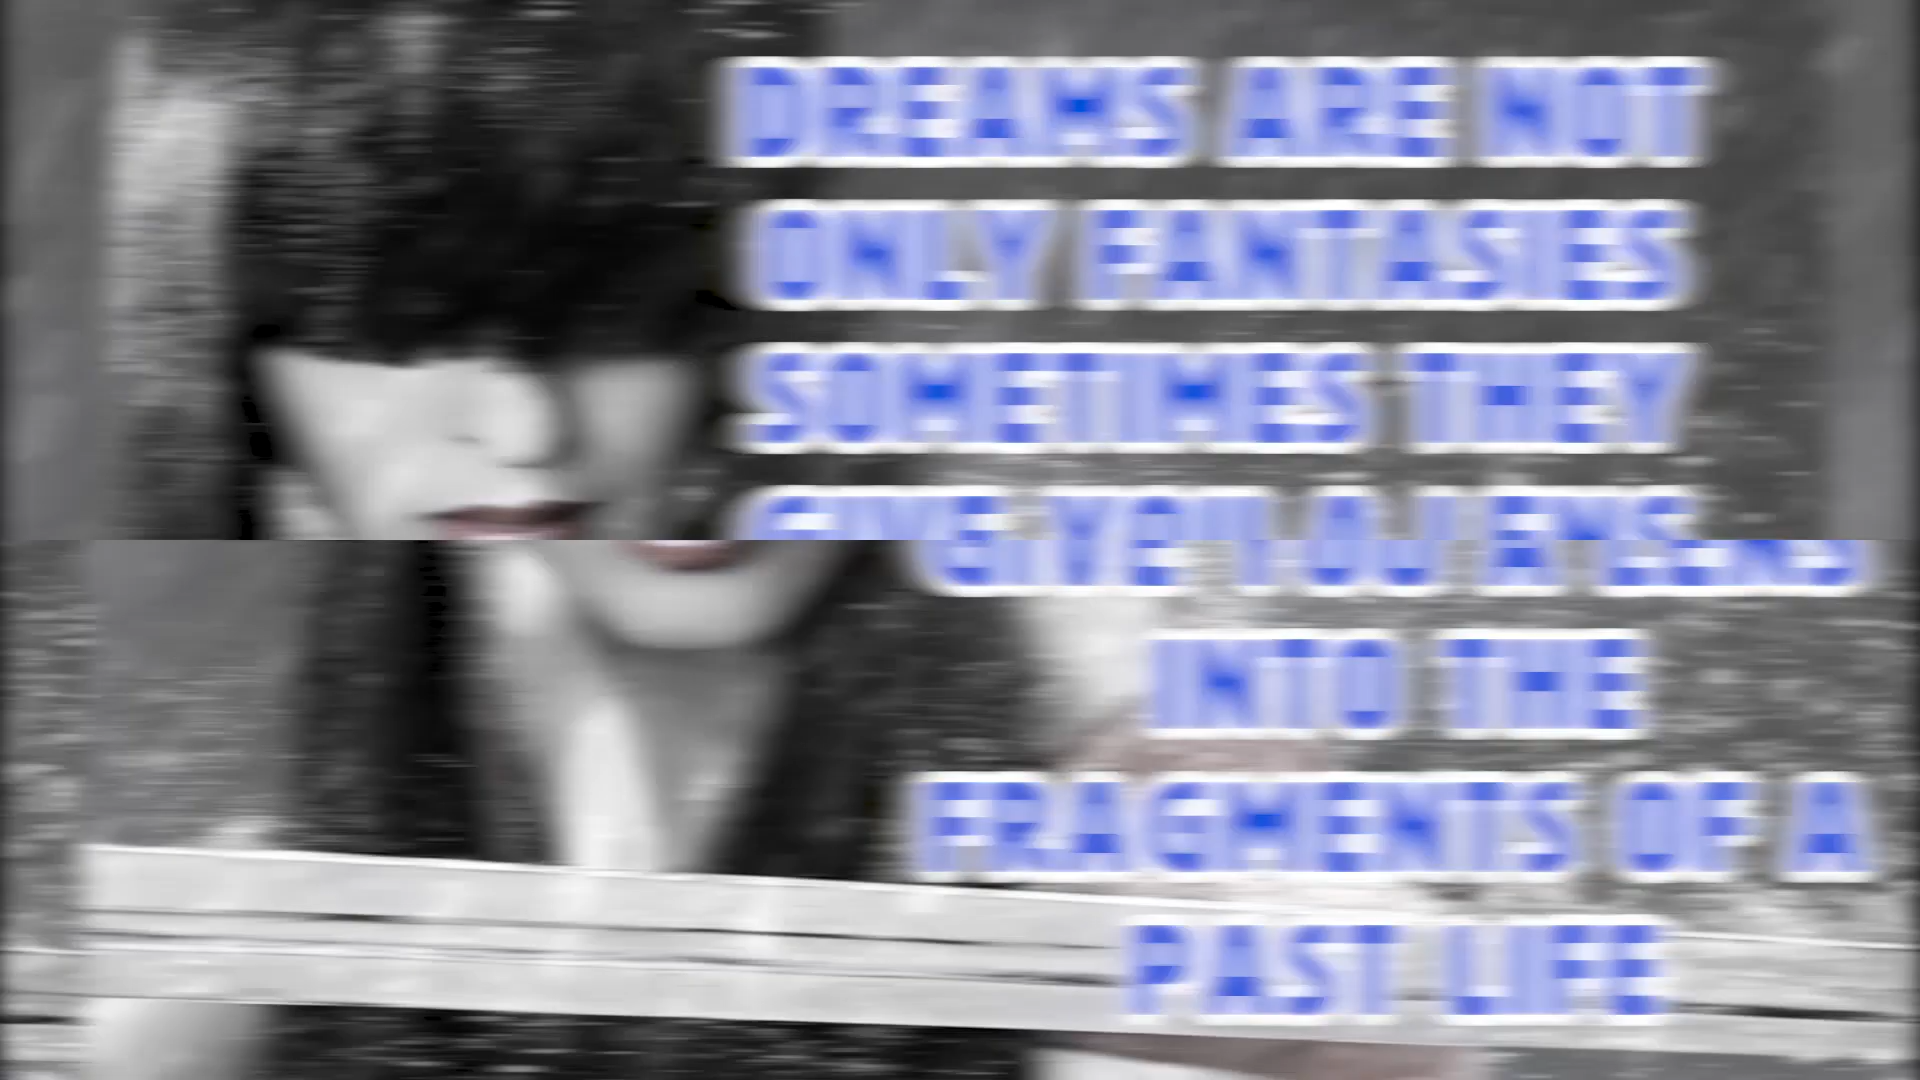 DREAMS ARE NOT
ONLY FANTASIES
SOMETIMES THEY
GIVE YOU A LENS
INTO THE
FRAGMENTS OF A
PAST LIFE